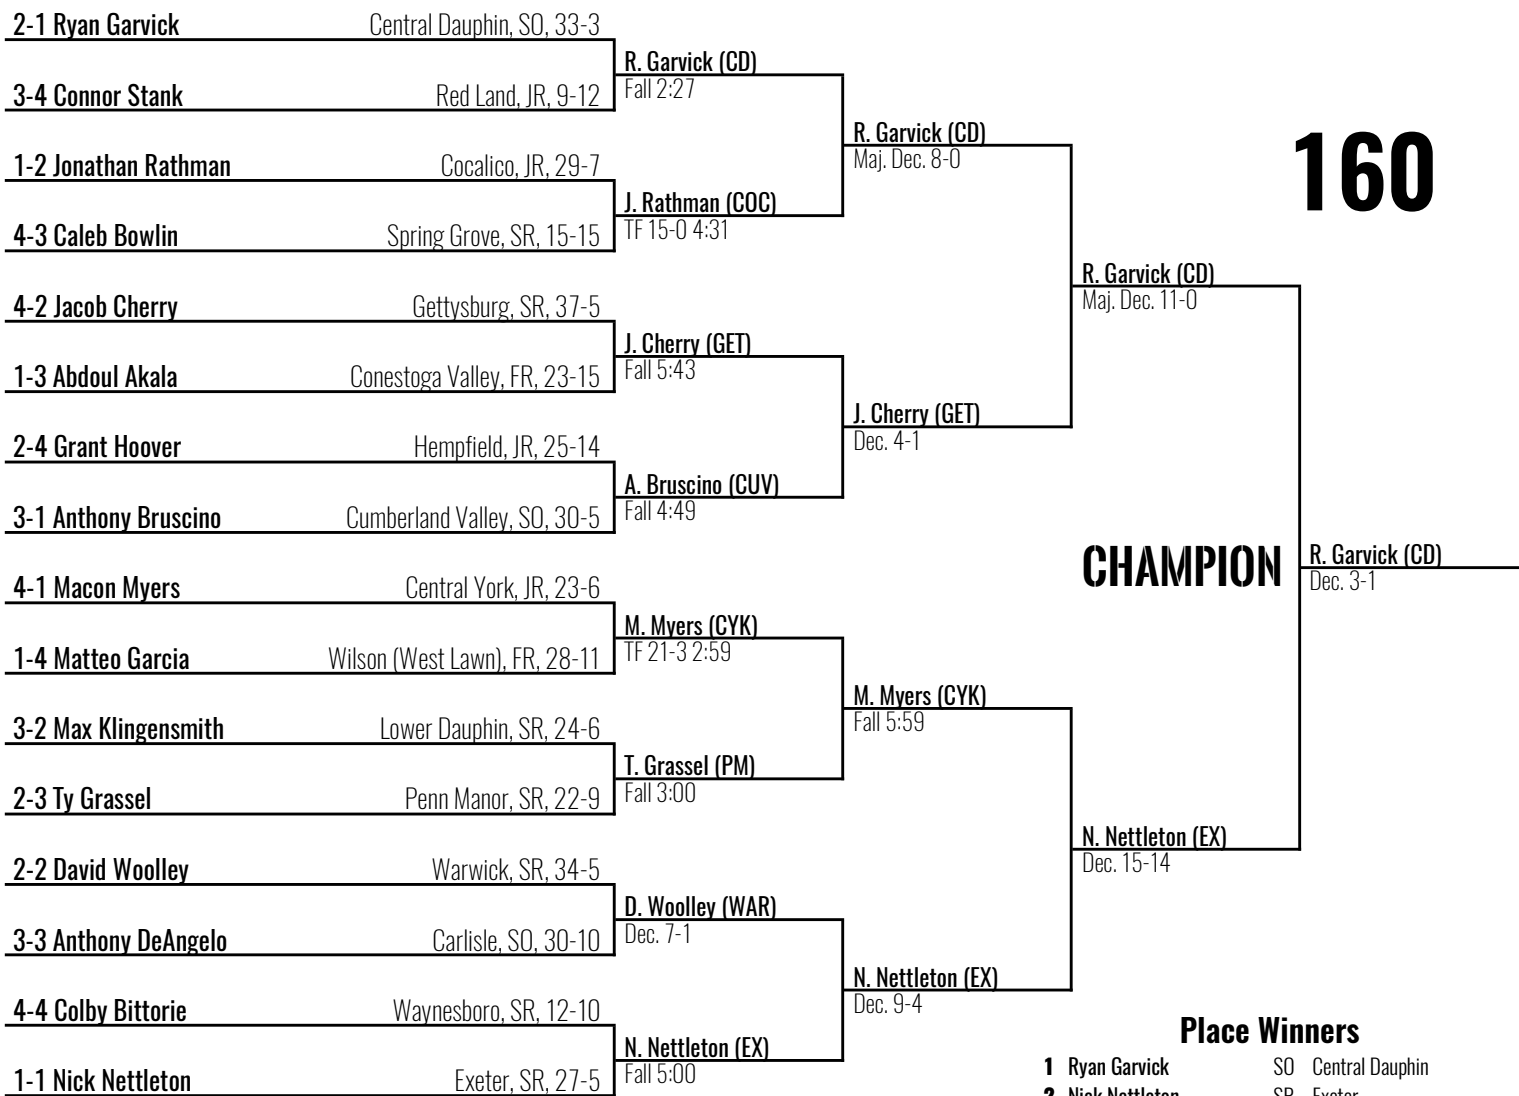 2-1 Ryan Garvick Central Dauphin, SO, 33-3
R. Garvick (CD)
Fall 2:27
3-4 Connor Stank Red Land, JR, 9-12
R. Garvick (CD)
Maj. Dec. 8-0
160
1-2 Jonathan Rathman Cocalico, JR, 29-7
J. Rathman (COC)
TF 15-0 4:31
4-3 Caleb Bowlin Spring Grove, SR, 15-15
R. Garvick (CD)
Maj. Dec. 11-0
4-2 Jacob Cherry Gettysburg, SR, 37-5
J. Cherry (GET)
Fall 5:43
1-3 Abdoul Akala Conestoga Valley, FR, 23-15
J. Cherry (GET)
Dec. 4-1
2-4 Grant Hoover Hempfield, JR, 25-14
A. Bruscino (CUV)
Fall 4:49
3-1 Anthony Bruscino Cumberland Valley, SO, 30-5
CHAMPION
R. Garvick (CD)
Dec. 3-1
4-1 Macon Myers Central York, JR, 23-6
M. Myers (CYK)
TF 21-3 2:59
1-4 Matteo Garcia Wilson (West Lawn), FR, 28-11
M. Myers (CYK)
Fall 5:59
3-2 Max Klingensmith Lower Dauphin, SR, 24-6
T. Grassel (PM)
Fall 3:00
2-3 Ty Grassel Penn Manor, SR, 22-9
N. Nettleton (EX)
Dec. 15-14
2-2 David Woolley Warwick, SR, 34-5
D. Woolley (WAR)
Dec. 7-1
3-3 Anthony DeAngelo Carlisle, SO, 30-10
N. Nettleton (EX)
Dec. 9-4
4-4 Colby Bittorie Waynesboro, SR, 12-10
N. Nettleton (EX)
Fall 5:00
1-1 Nick Nettleton Exeter, SR, 27-5
Place Winners
1 Ryan Garvick SO Central Dauphin
2 Nick Nettleton SR Exeter